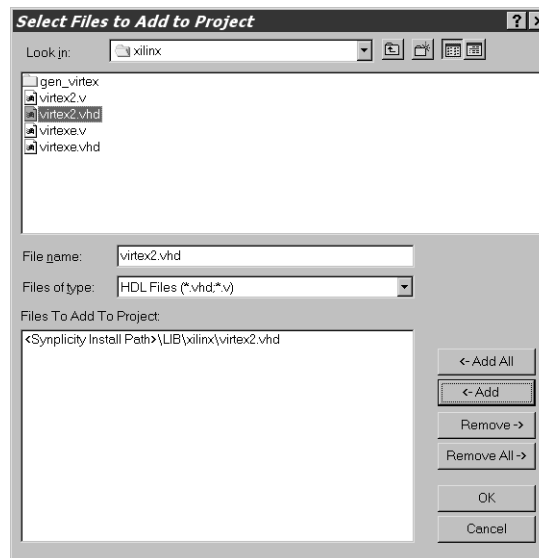 Select Files to Add to Project ? ×
Look in: xilinx
gen_virtex
virtex2.v
virtex2.vhd
virtexe.v
virtexe.vhd
File name: virtex2.vhd
Files of type: HDL Files (*.vhd;*.v)
Files To Add To Project:
<Synplicity Install Path>\LIB\xilinx\virtex2.vhd
<- Add All
<- Add
Remove ->
Remove All ->
OK
Cancel